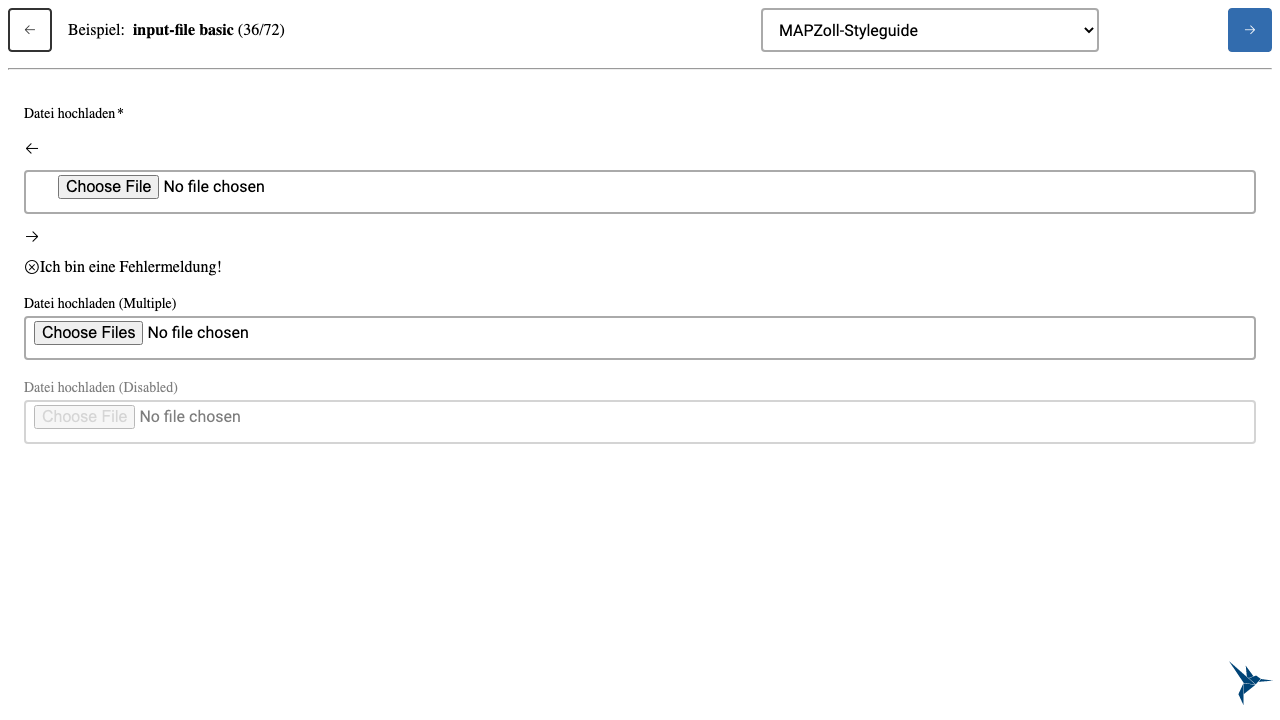 Beispiel: input-file basic (36/72)
MAPZoll-Styleguide
Datei hochladen*
Choose File No file chosen
Ich bin eine Fehlermeldung!
Datei hochladen (Multiple)
Choose Files No file chosen
Datei hochladen (Disabled)
Choose File No file chosen